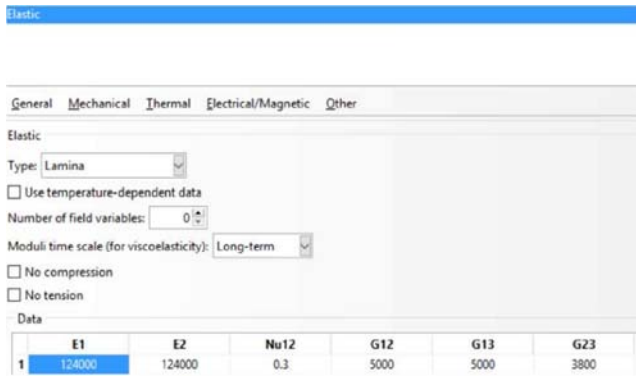 Elastic
General Mechanical Thermal Electrical/Magnetic Other
Elastic
Type: Lamina
Use temperature-dependent data
Number of field variables: 0
Moduli time scale (for viscoelasticity): Long-term
No compression
No tension
Data
E1 E2 Nu12 G12 G13 G23
1 124000 124000 0.3 5000 5000 3800